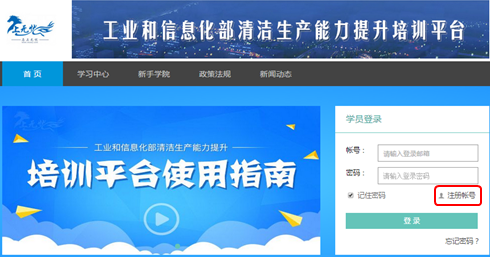 工业和信息化部清洁生产能力提升培训平台
首 页 学习中心 新手学院 政策法规 新闻动态
工业和信息化部清洁生产能力提升
培训平台使用指南
学员登录
帐号： 请输入登录邮箱
密码： 请输入登录密码
记住密码 注册帐号
登 录
忘记密码？